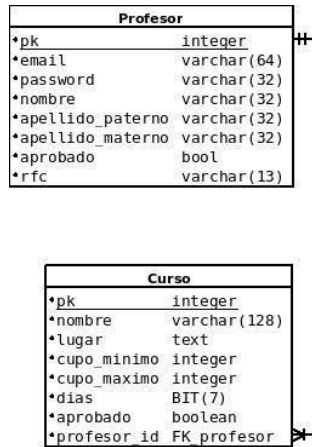 Profesor
pk integer
email varchar(64)
password varchar(32)
nombre varchar(32)
apellido_paterno varchar(32)
apellido_materno varchar(32)
aprobado bool
rfc varchar(13)
Curso
pk integer
nombre varchar(128)
lugar text
cupo_minimo integer
cupo_maximo integer
dias BIT(7)
aprobado boolean
profesor_id FK_profesor